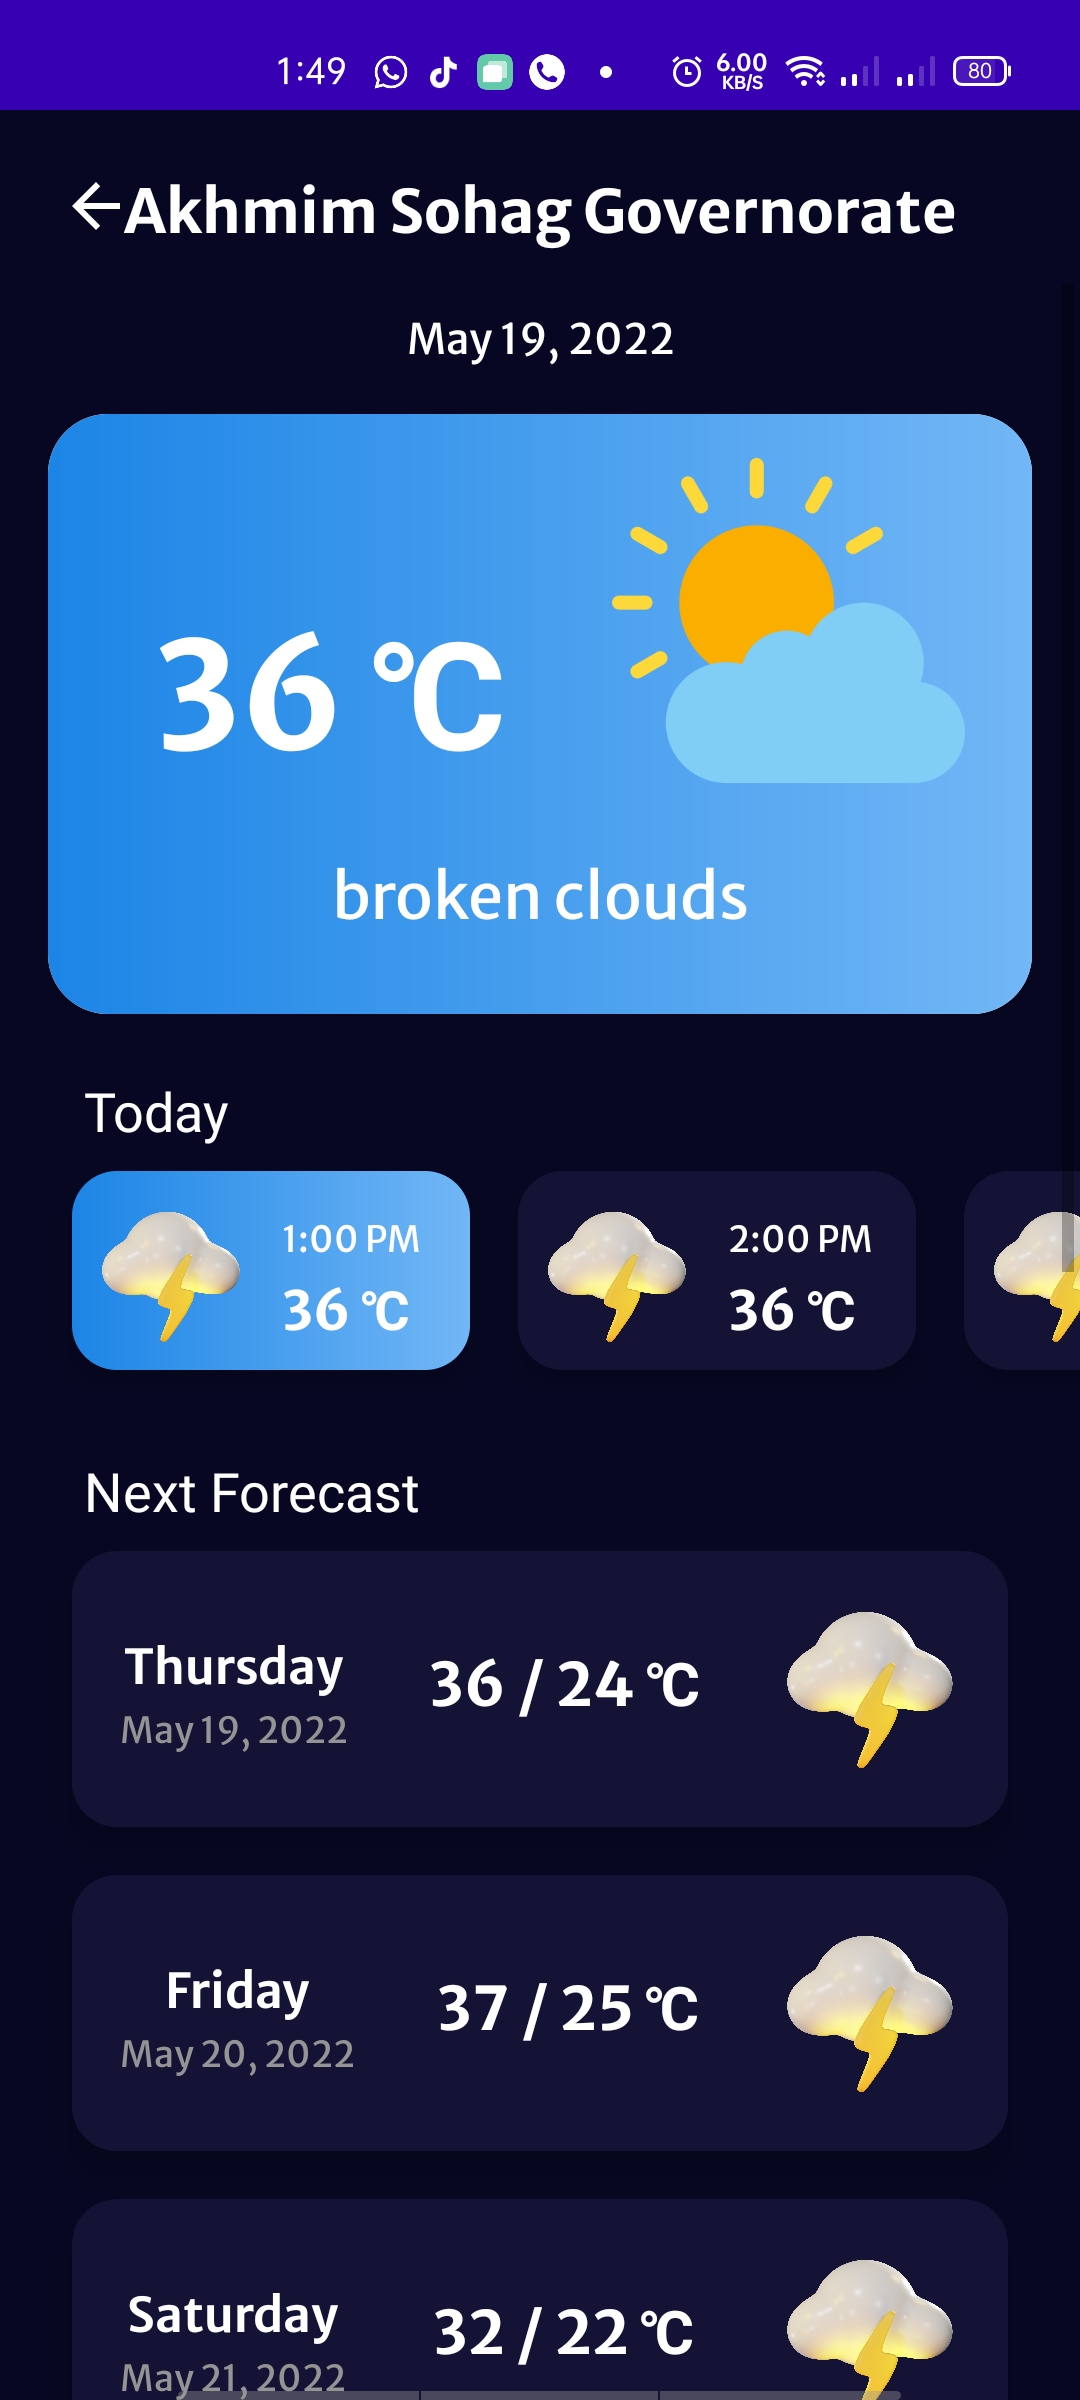 1:49 6.00 KB/S 80
Akhmim Sohag Governorate
May 19, 2022
36 °C
broken clouds
Today
1:00 PM
36 °C
2:00 PM
36 °C
Next Forecast
Thursday
May 19, 2022
36 / 24 °C
Friday
May 20, 2022
37 / 25 °C
Saturday
May 21, 2022
32 / 22 °C